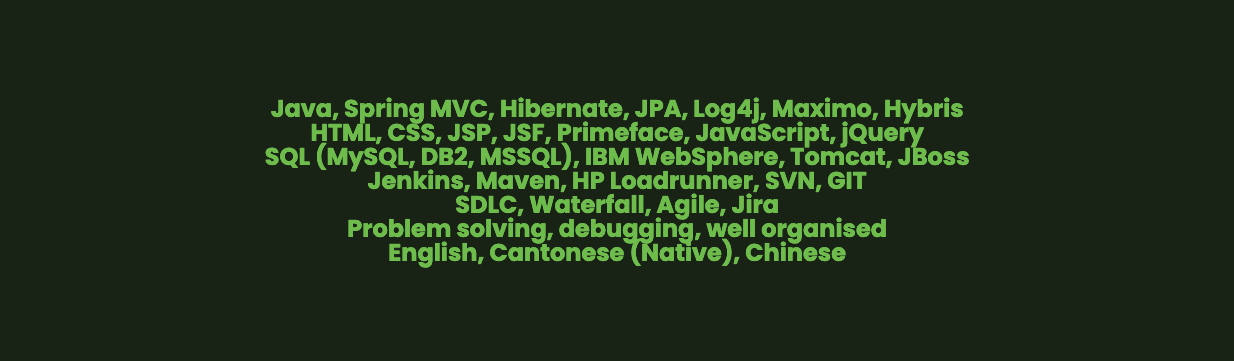 Java, Spring MVC, Hibernate, JPA, Log4j, Maximo, Hybris
HTML, CSS, JSP, JSF, Primeface, JavaScript, jQuery
SQL (MySQL, DB2, MSSQL), IBM WebSphere, Tomcat, JBoss
Jenkins, Maven, HP Loadrunner, SVN, GIT
SDLC, Waterfall, Agile, Jira
Problem solving, debugging, well organised
English, Cantonese (Native), Chinese